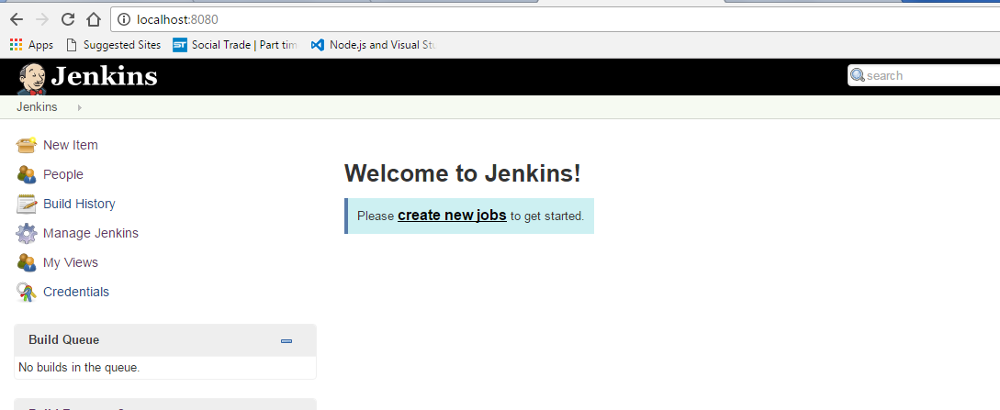 localhost:8080
Apps Suggested Sites ST Social Trade | Part tim Node.js and Visual Stu
Jenkins
search
Jenkins
New Item
People
Build History
Manage Jenkins
My Views
Credentials
Welcome to Jenkins!
Please create new jobs to get started.
Build Queue
No builds in the queue.